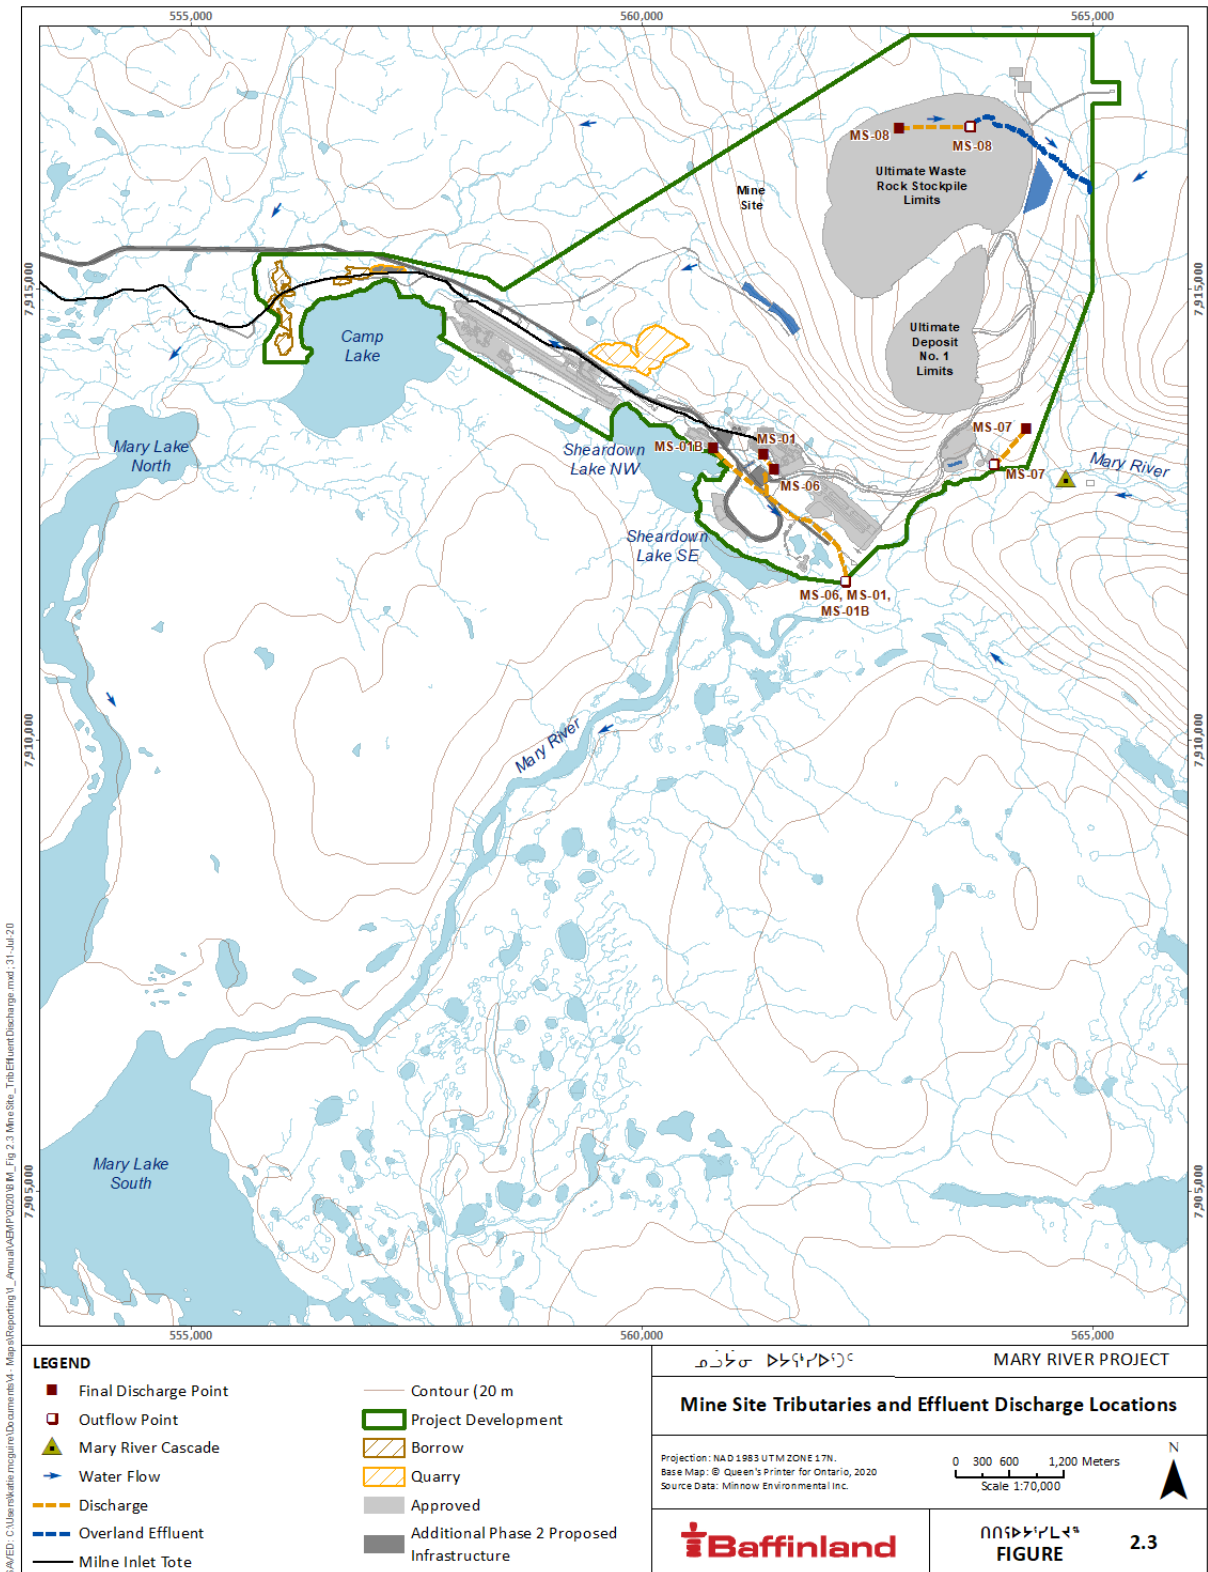 555,000
560,000
565,000
7,915,000
7,915,000
MS-08
MS-08
Ultimate Waste
Rock Stockpile
Limits
Mine
Site
Ultimate
Deposit
No. 1
Limits
Camp
Lake
Mary Lake
North
Sheardown
Lake NW
MS-01B
MS-01
MS-06
MS-07
MS-07
Mary River
Sheardown
Lake SE
MS-06, MS-01,
MS-01B
Mary River
7,910,000
7,910,000
Mary Lake
South
7,905,000
7,905,000
555,000
560,000
565,000
LEGEND
Final Discharge Point
Outflow Point
Mary River Cascade
Water Flow
Discharge
Overland Effluent
Milne Inlet Tote
Contour (20 m
Project Development
Borrow
Quarry
Approved
Additional Phase 2 Proposed
Infrastructure
MARY RIVER PROJECT
Mine Site Tributaries and Effluent Discharge Locations
Projection: NAD 1983 UTM ZONE 17N.
Base Map: © Queen's Printer for Ontario, 2020
Source Data: Minnow Environmental Inc.
0 300 600 1,200 Meters
Scale 1:70,000
N
Baffinland
FIGURE
2.3